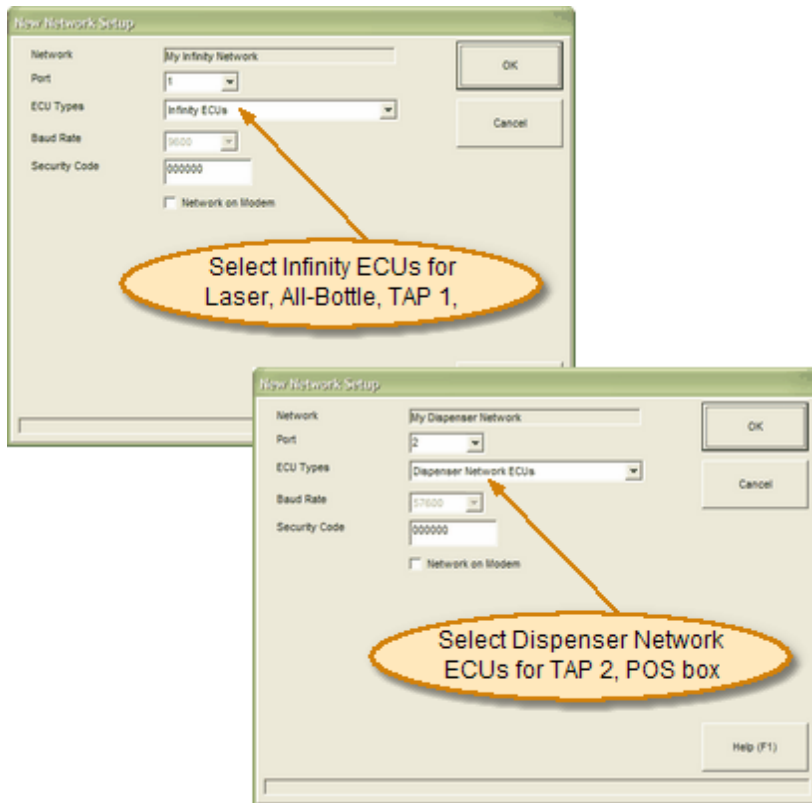 New Network Setup
Network My Infinity Network
Port 1
ECU Types Infinity ECUs
Baud Rate 9600
Security Code 000000
Network on Modem
OK
Cancel
Select Infinity ECUs for
Laser, All-Bottle, TAP 1,
New Network Setup
Network My Dispenser Network
Port 2
ECU Types Dispenser Network ECUs
Baud Rate 57600
Security Code 000000
Network on Modem
OK
Cancel
Select Dispenser Network
ECUs for TAP 2, POS box
Help (F1)